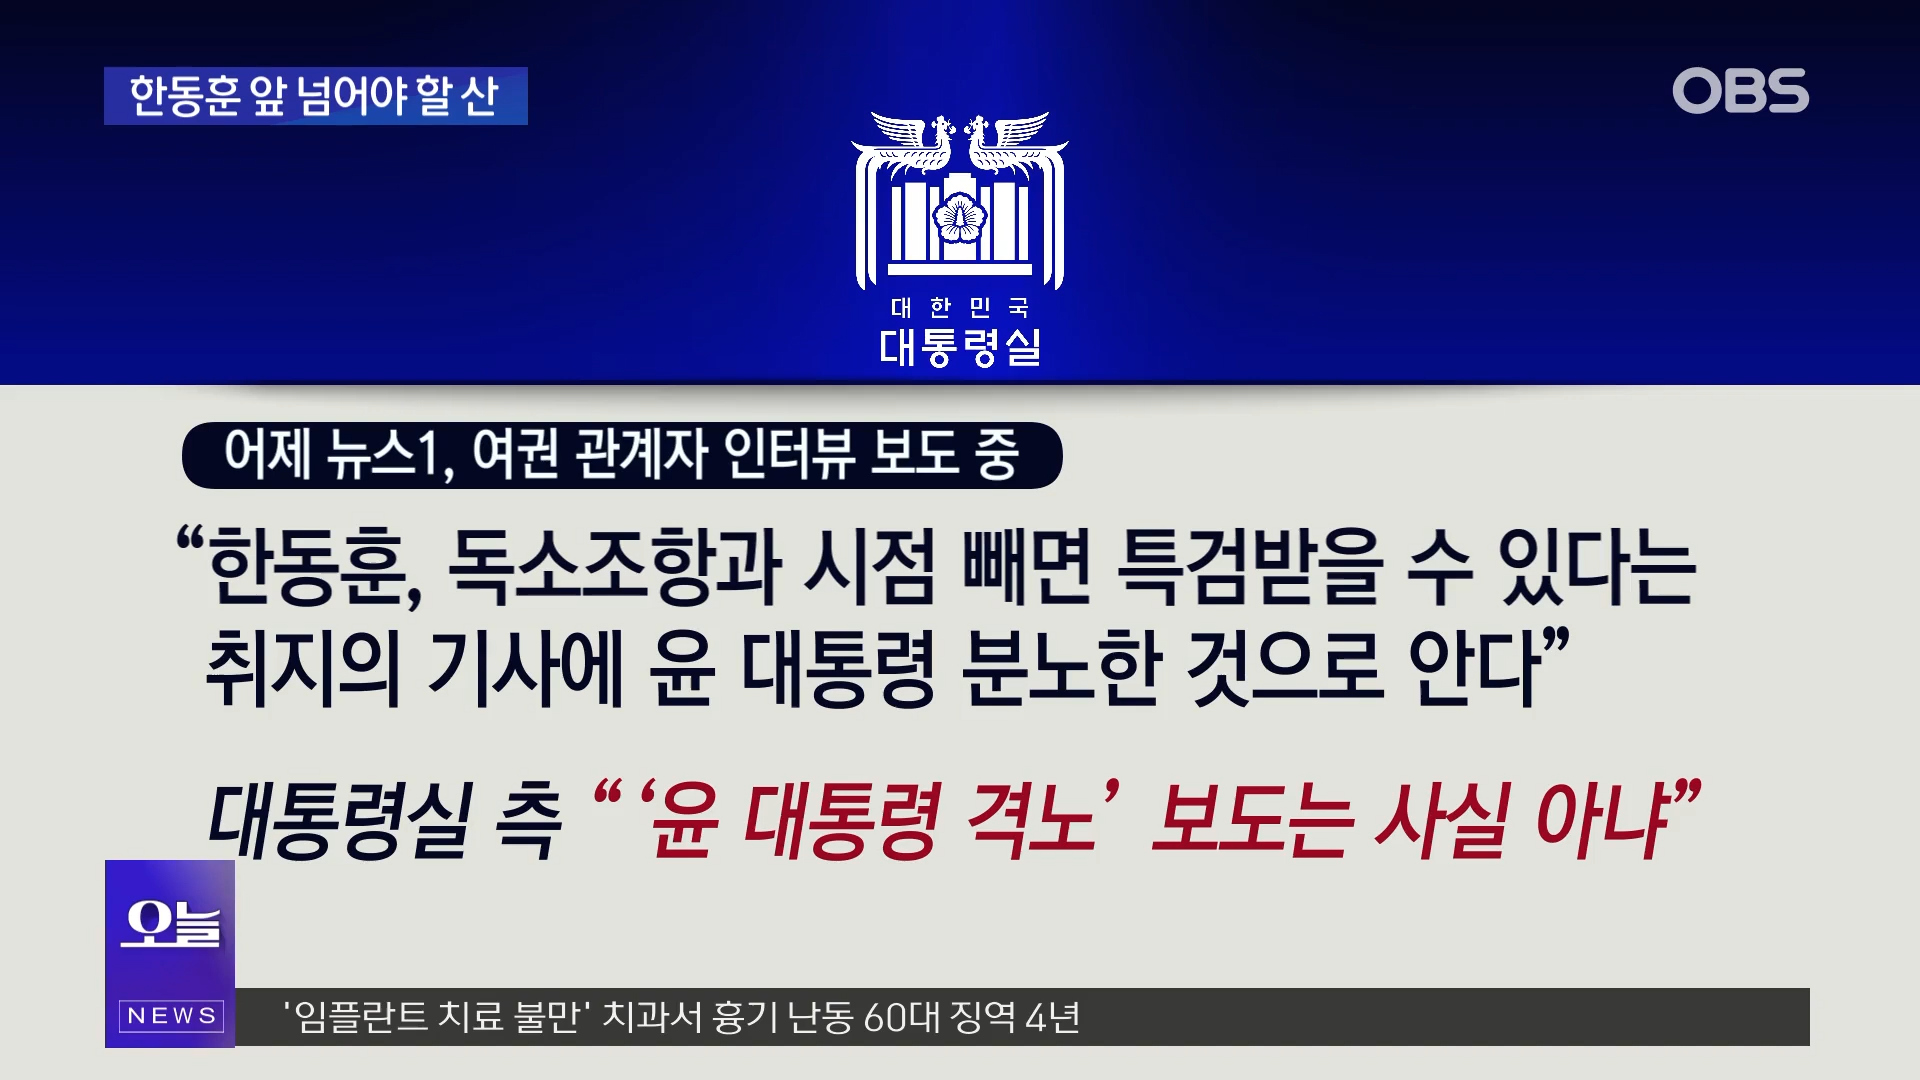 한동훈 앞 넘어야 할 산
OBS
대한민국
대통령실
어제 뉴스1, 여권 관계자 인터뷰 보도 중
“한동훈, 독소조항과 시점 빼면 특검받을 수 있다는
취지의 기사에 윤 대통령 분노한 것으로 안다”
대통령실 측 “ ‘윤 대통령 격노’ 보도는 사실 아냐”
오늘
NEWS
'임플란트 치료 불만' 치과서 흉기 난동 60대 징역 4년